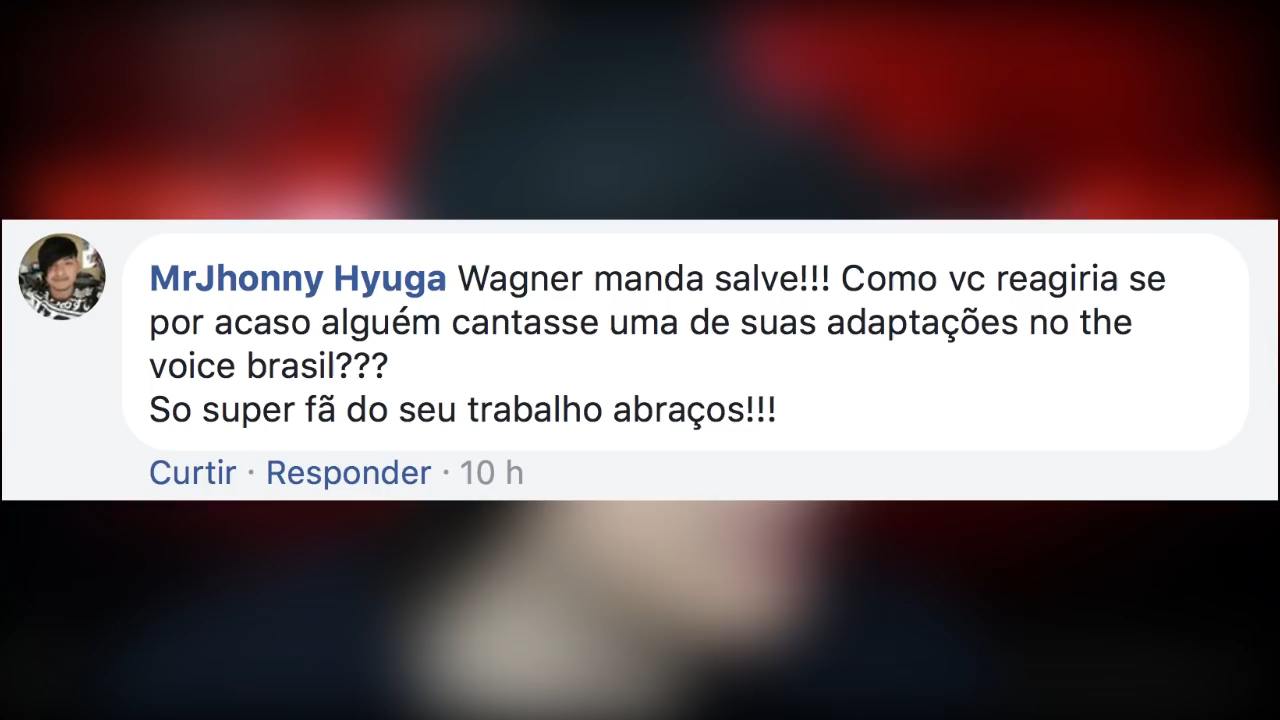 MrJhonny Hyuga Wagner manda salve!!! Como vc reagiria se
por acaso alguém cantasse uma de suas adaptações no the
voice brasil???
So super fã do seu trabalho abraços!!!
Curtir · Responder · 10 h